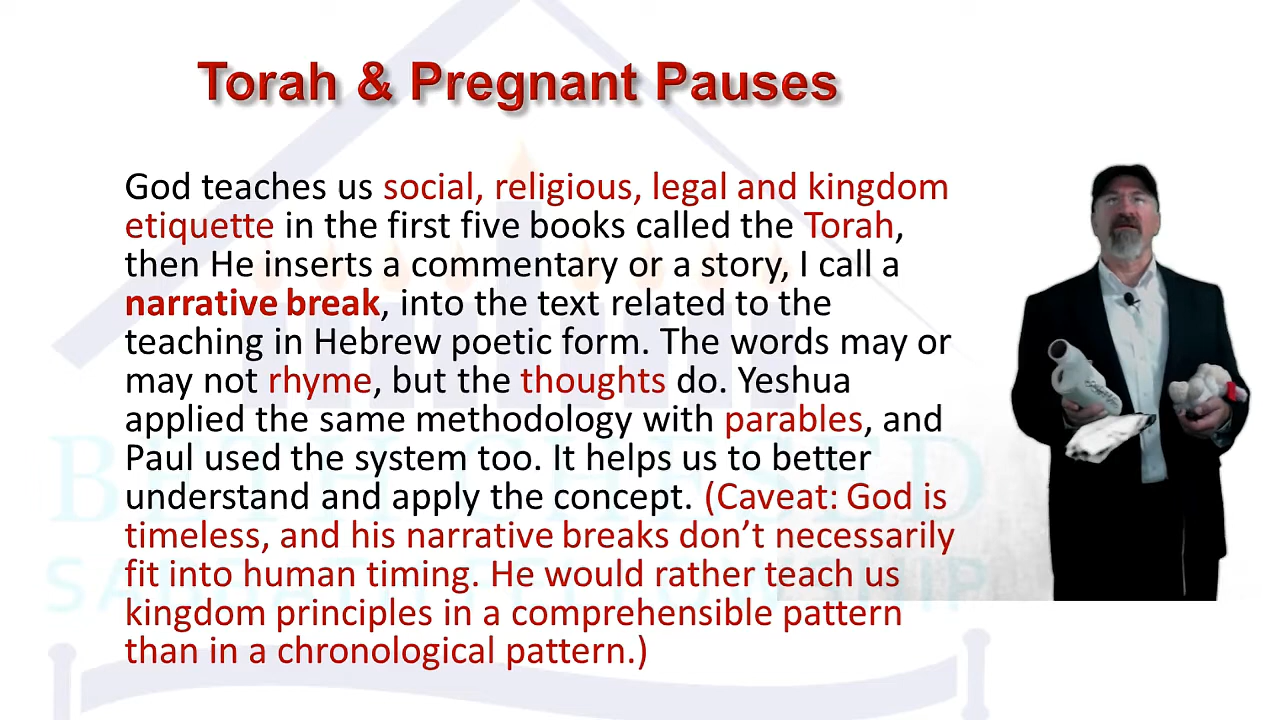 Torah & Pregnant Pauses
God teaches us social, religious, legal and kingdom
etiquette in the first five books called the Torah,
then He inserts a commentary or a story, I call a
narrative break, into the text related to the
teaching in Hebrew poetic form. The words may or
may not rhyme, but the thoughts do. Yeshua
applied the same methodology with parables, and
Paul used the system too. It helps us to better
understand and apply the concept. (Caveat: God is
timeless, and his narrative breaks don’t necessarily
fit into human timing. He would rather teach us
kingdom principles in a comprehensible pattern
than in a chronological pattern.)
BETH CHESED